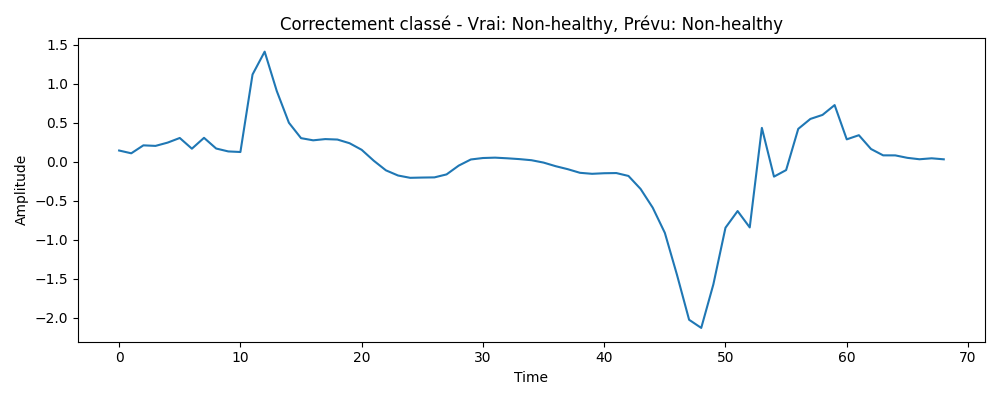 Correctement classé - Vrai: Non-healthy, Prévu: Non-healthy
1.5
1.0
0.5
0.0
−0.5
−1.0
−1.5
−2.0
Amplitude
0 10 20 30 40 50 60 70
Time